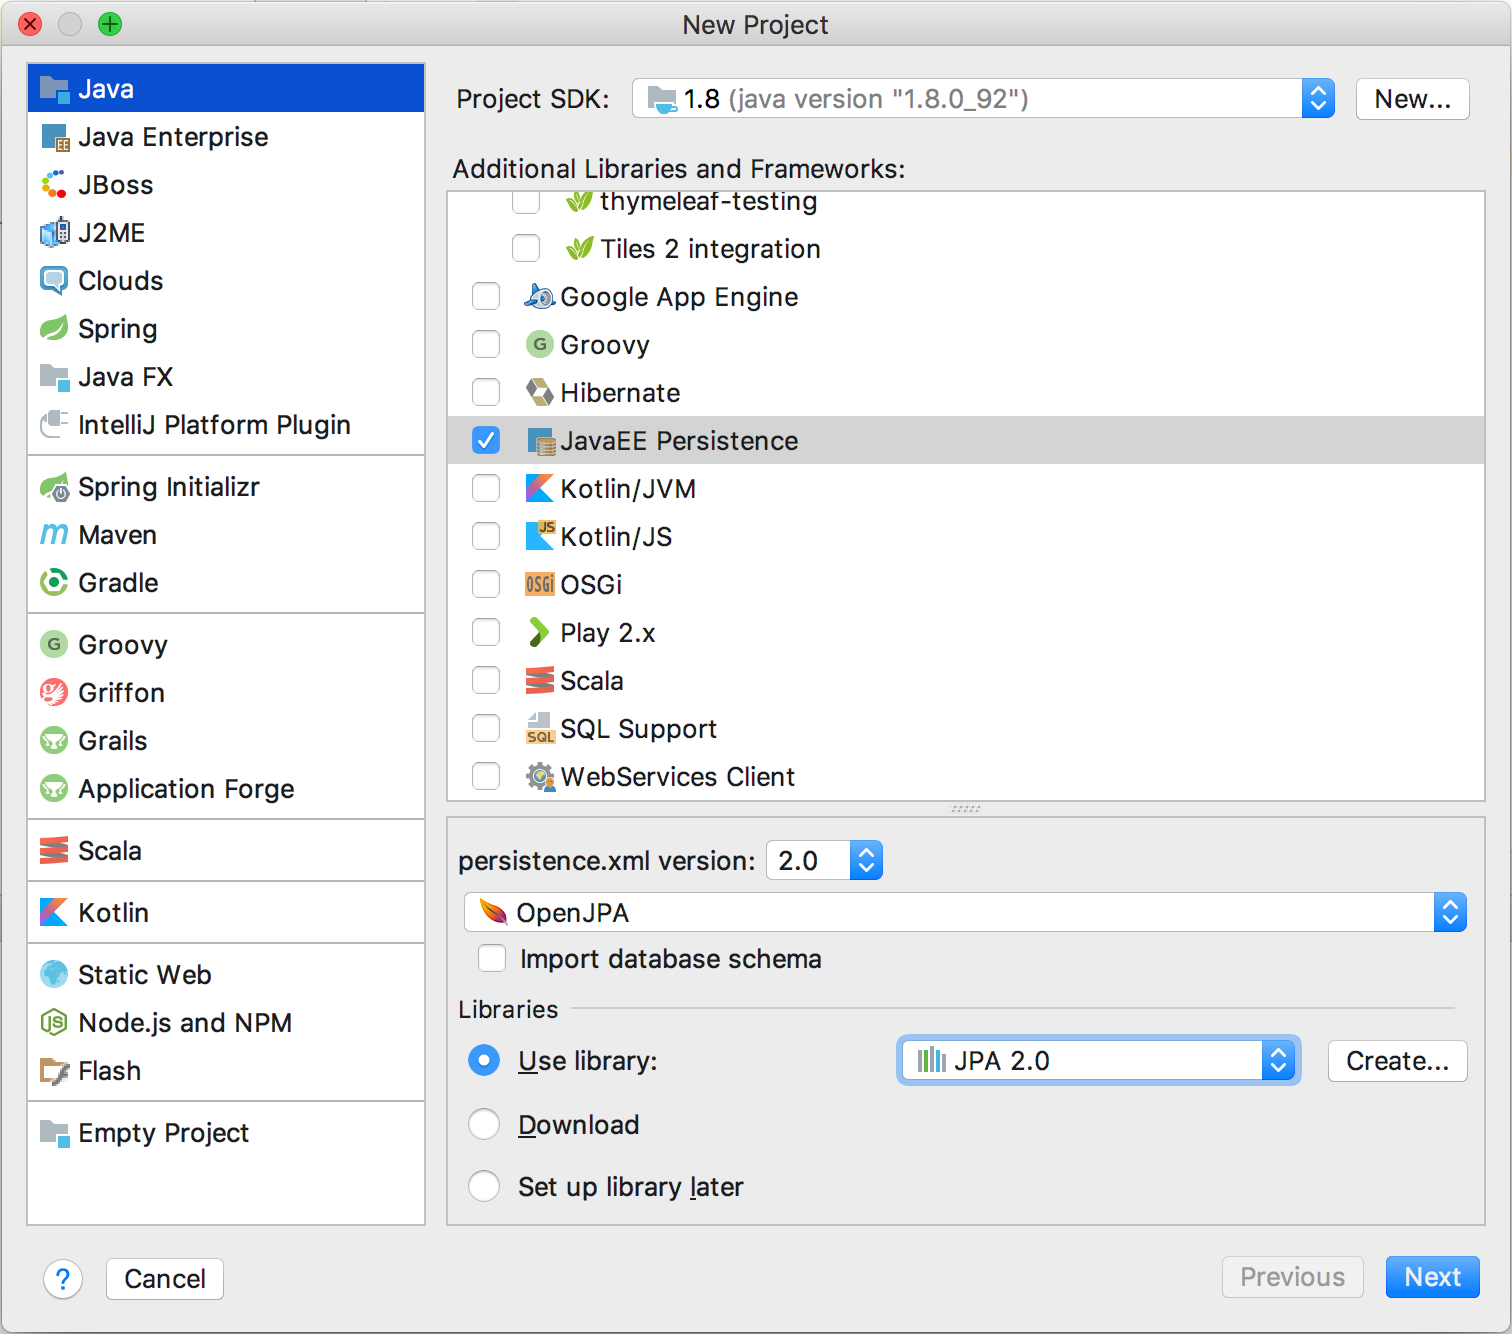 New Project
Java
Java Enterprise
JBoss
J2ME
Clouds
Spring
Java FX
IntelliJ Platform Plugin
Spring Initializr
Maven
Gradle
Groovy
Griffon
Grails
Application Forge
Scala
Kotlin
Static Web
Node.js and NPM
Flash
Empty Project
Project SDK: 1.8 (java version "1.8.0_92") New...
Additional Libraries and Frameworks:
thymeleaf-testing
Tiles 2 integration
Google App Engine
G Groovy
Hibernate
JavaEE Persistence
Kotlin/JVM
JS Kotlin/JS
OSGi OSGi
Play 2.x
Scala
SQL SQL Support
WebServices Client
persistence.xml version: 2.0
OpenJPA
Import database schema
Libraries
Use library: JPA 2.0 Create...
Download
Set up library later
? Cancel Previous Next